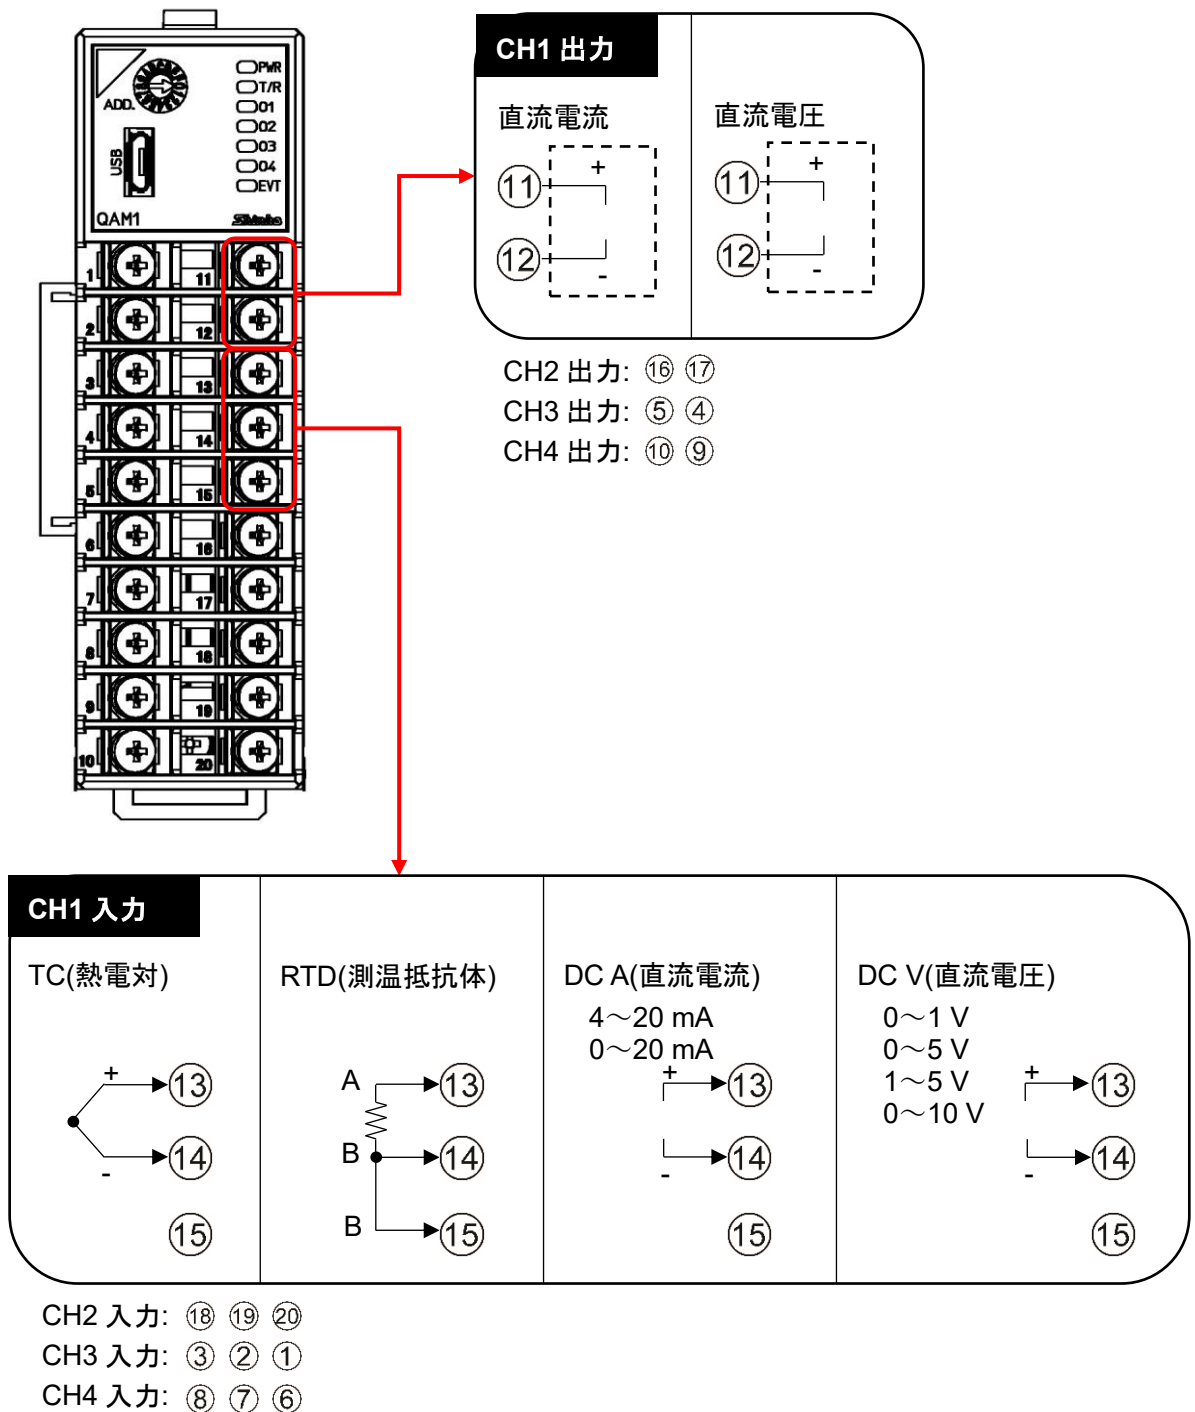 ADD.
PWR
T/R
O1
O2
O3
O4
EVT
USB
QAM1
Shinko
1 11
2 12
3 13
4 14
5 15
6 16
7 17
8 18
9 19
10 20
CH1 出力
直流電流
+
⑪
⑫
-
直流電圧
+
⑪
⑫
-
CH2 出力: ⑯ ⑰
CH3 出力: ⑤ ④
CH4 出力: ⑩ ⑨
CH1 入力
TC(熱電対)
+
⑬
⑭
-
⑮
RTD(測温抵抗体)
A ⑬
B ⑭
B ⑮
DC A(直流電流)
4~20 mA
0~20 mA
+
⑬
⑭
-
⑮
DC V(直流電圧)
0~1 V
0~5 V
1~5 V
0~10 V
+
⑬
⑭
-
⑮
CH2 入力: ⑱ ⑲ ⑳
CH3 入力: ③ ② ①
CH4 入力: ⑧ ⑦ ⑥